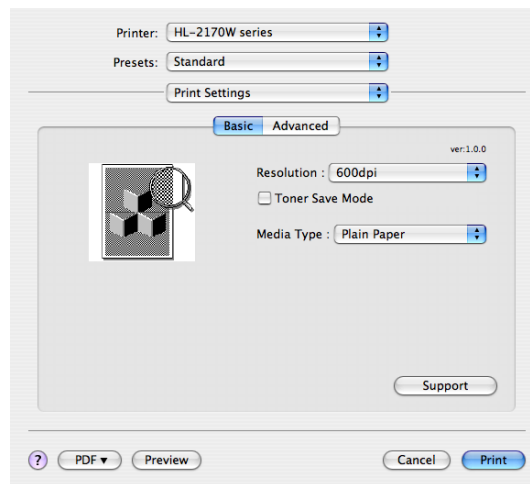 Printer: HL-2170W series
Presets: Standard
Print Settings
Basic Advanced
ver:1.0.0
Resolution : 600dpi
Toner Save Mode
Media Type : Plain Paper
Support
? PDF ▾ Preview Cancel Print